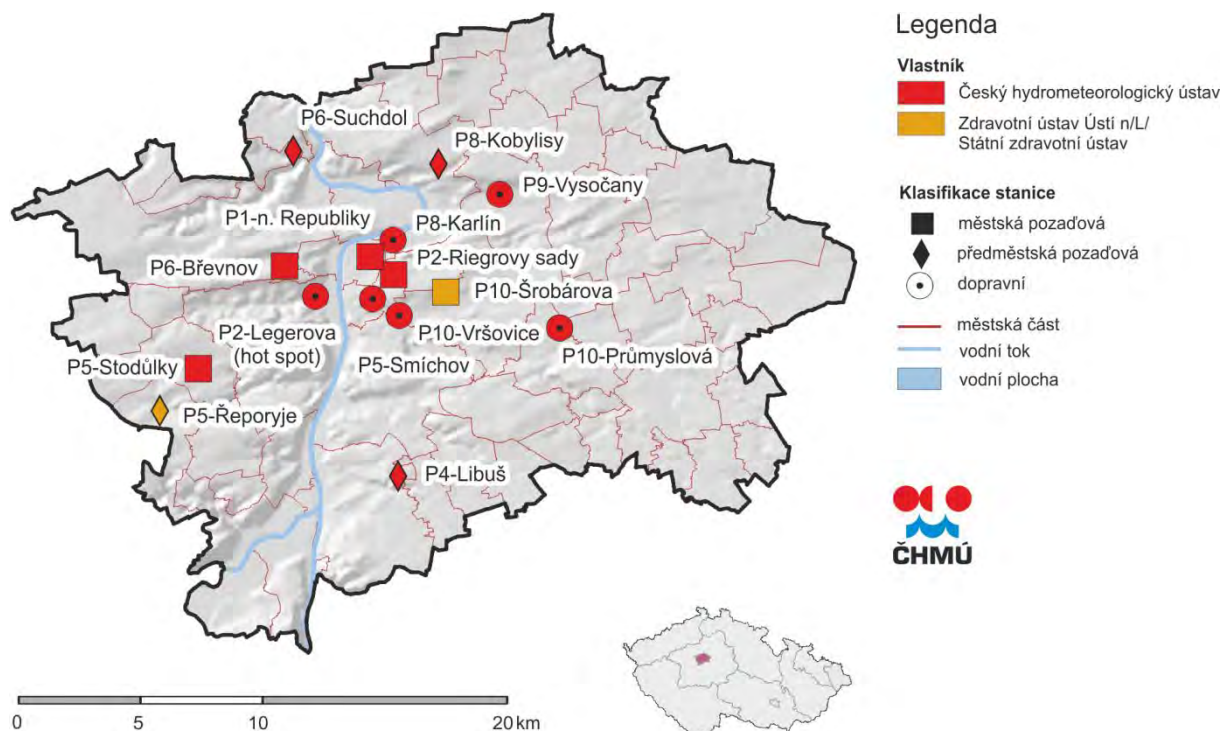 P6-Suchdol
P8-Kobylisy
P9-Vysočany
P1-n. Republiky
P8-Karlín
P6-Břevnov
P2-Riegrovy sady
P10-Šrobárova
P2-Legerova
(hot spot)
P10-Vršovice
P10-Průmyslová
P5-Stodůlky
P5-Smíchov
P5-Řeporyje
P4-Libuš
0 5 10 20 km
Legenda
Vlastník
Český hydrometeorologický ústav
Zdravotní ústav Ústí n/L/
Státní zdravotní ústav
Klasifikace stanice
městská pozaďová
předměstská pozaďová
dopravní
městská část
vodní tok
vodní plocha
ČHMÚ